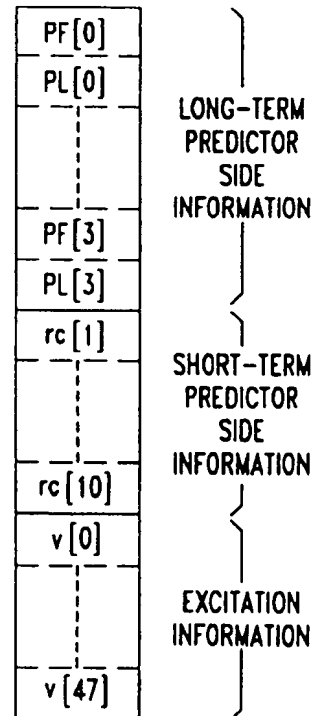 PF[0]
PL[0]
PF[3]
PL[3]
LONG-TERM
PREDICTOR
SIDE
INFORMATION
rc[1]
rc[10]
SHORT-TERM
PREDICTOR
SIDE
INFORMATION
v[0]
v[47]
EXCITATION
INFORMATION